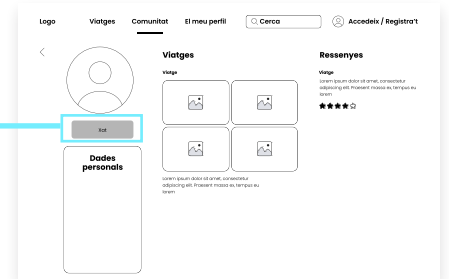 Logo
Viatges
Comunitat
El meu perfil
Cerca
Accedeix / Registra't
Xat
Dades
personals
Viatges
Viatge
Lorem ipsum dolor sit amet, consectetur
adipiscing elit. Praesent massa ex, tempus eu
lorem
Ressenyes
Viatge
Lorem ipsum dolor sit amet, consectetur
adipiscing elit. Praesent massa ex, tempus eu
lorem